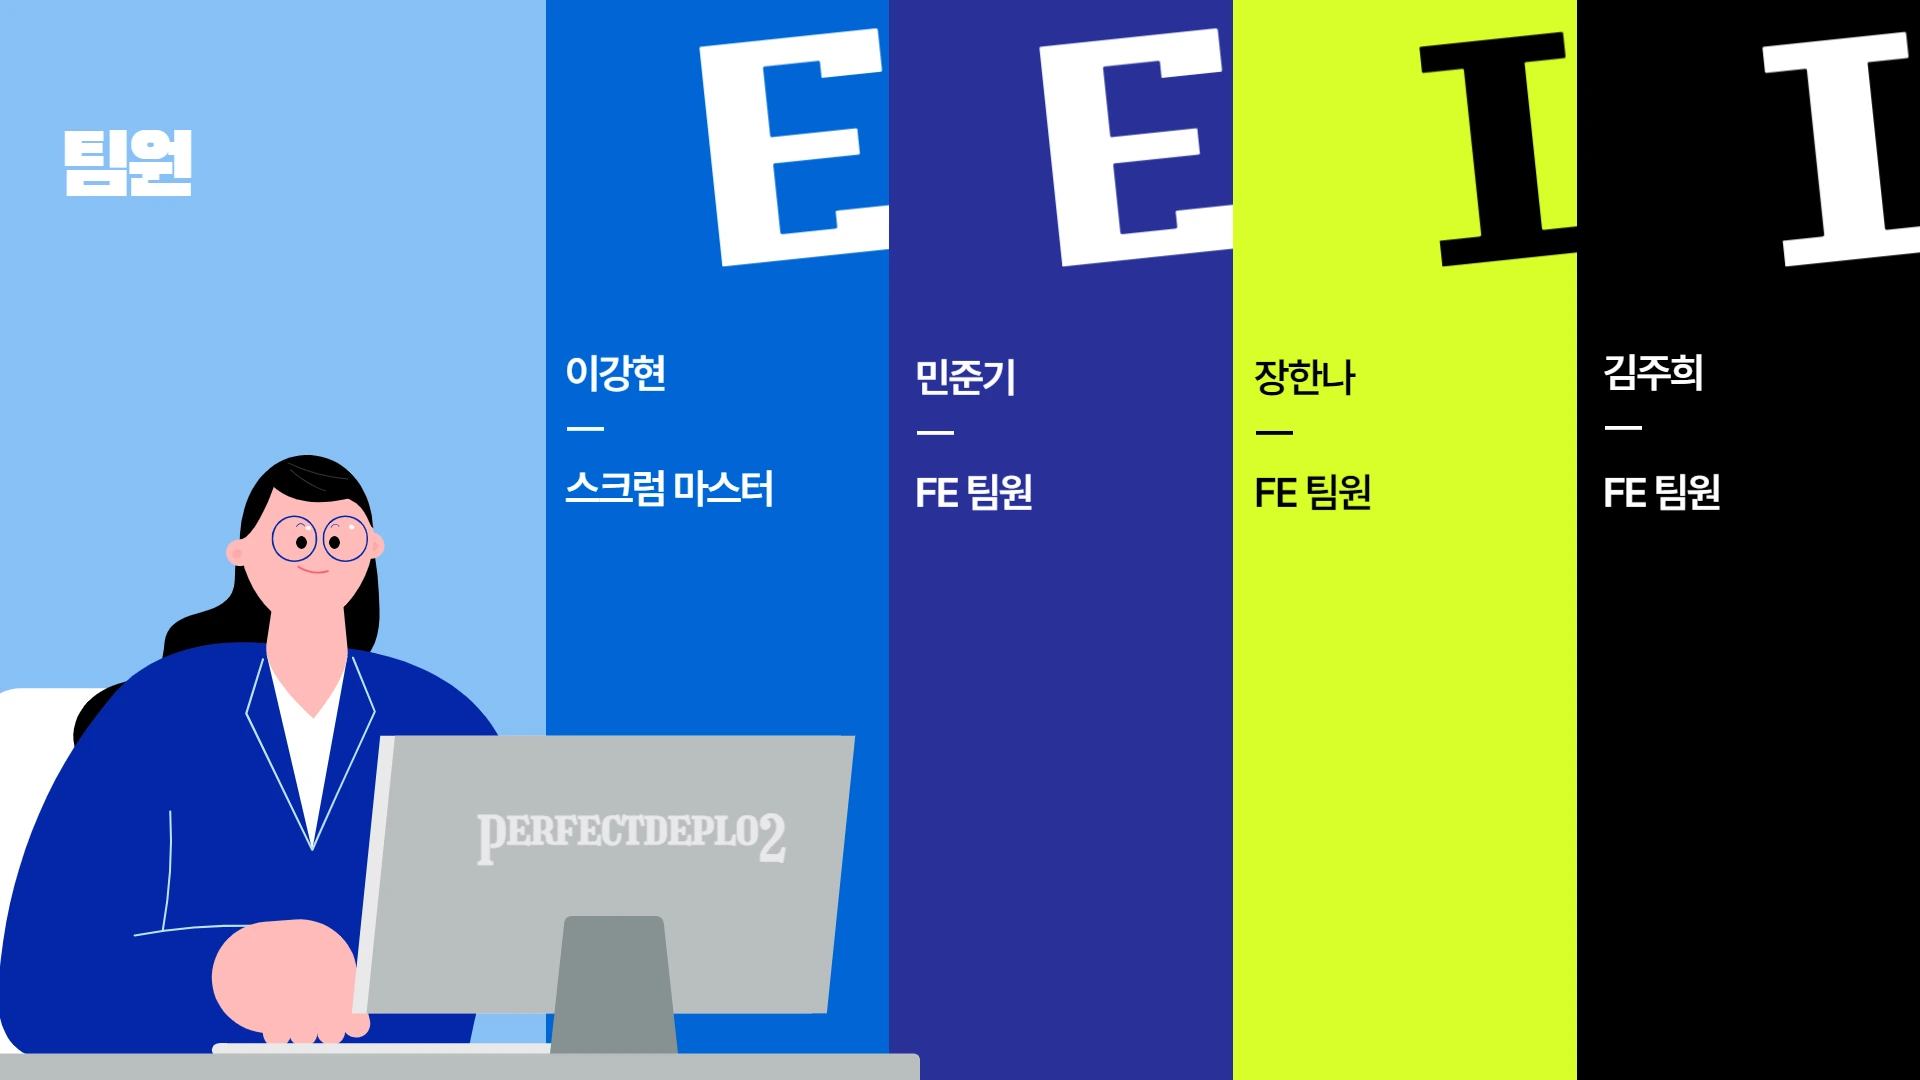 팀원
E
이강현
—
스크럼 마스터
E
민준기
—
FE 팀원
I
장한나
—
FE 팀원
I
김주희
—
FE 팀원
PERFECTDEPLO2